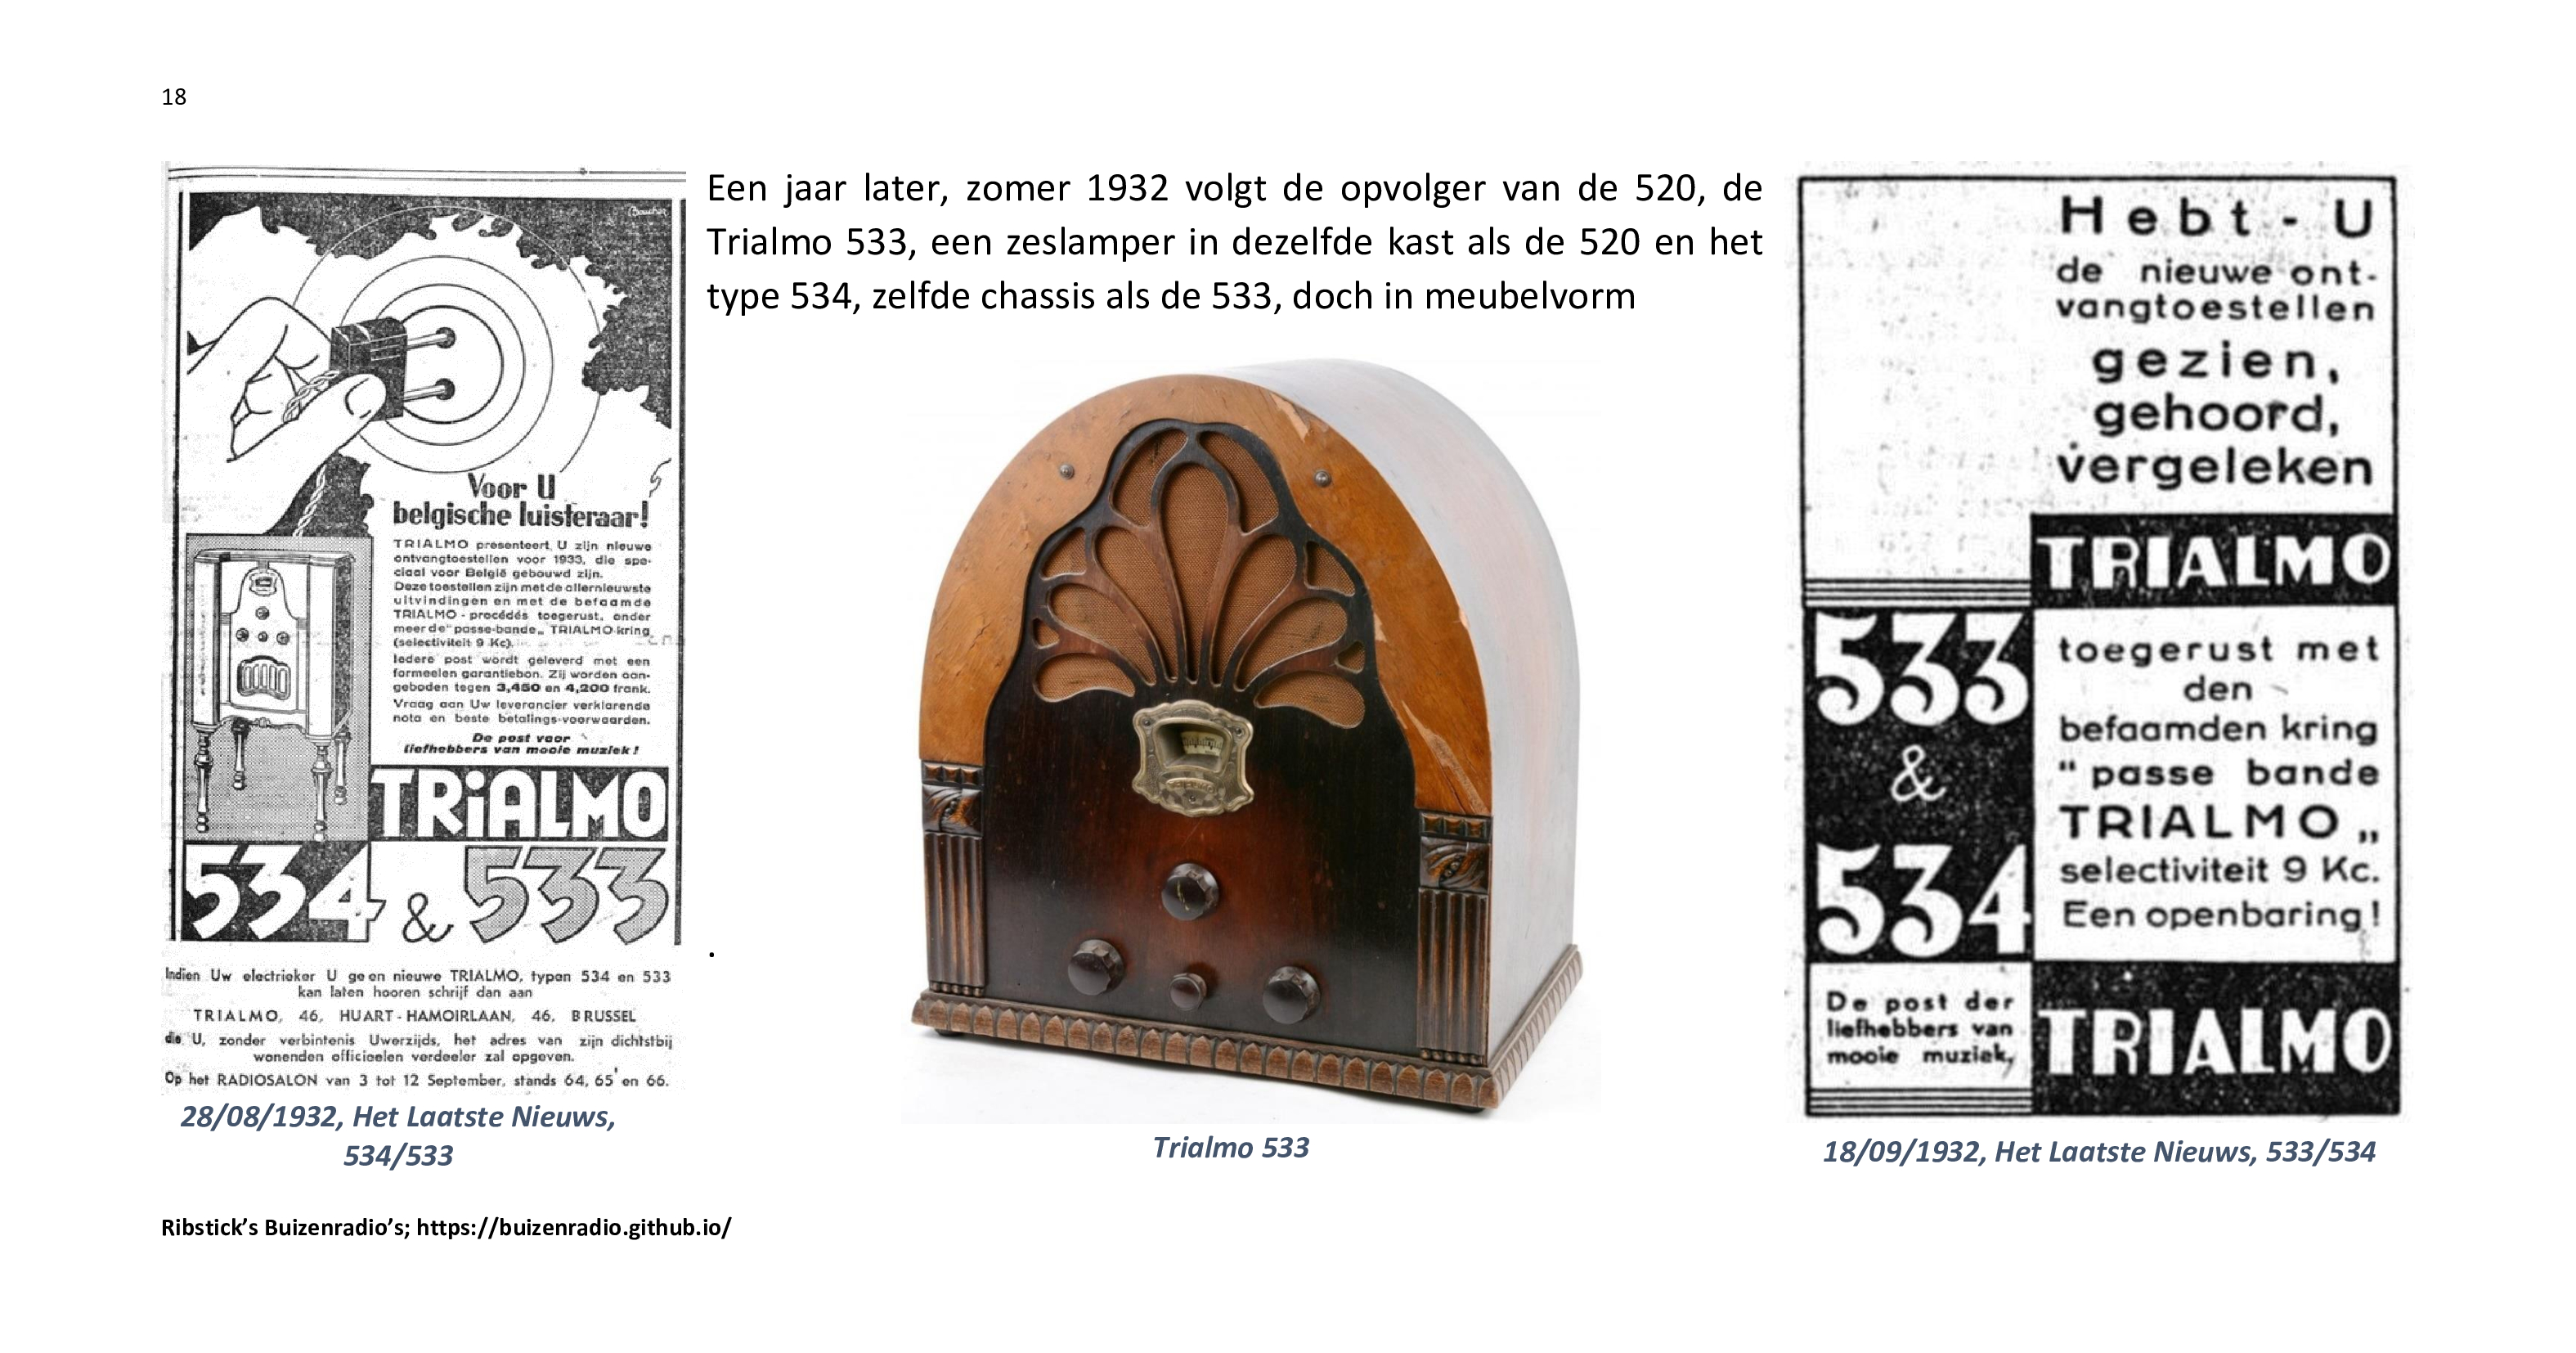 18
Een jaar later, zomer 1932 volgt de opvolger van de 520, de
Trialmo 533, een zeslamper in dezelfde kast als de 520 en het
type 534, zelfde chassis als de 533, doch in meubelvorm
.
Voor U
belgische luisteraar!
TRIALMO presenteert U zijn nieuwe
ontvangtoestellen voor 1933, die spe-
ciaal voor België gebouwd zijn.
Deze toestellen zijn met de allernieuwste
uitvindingen en met de befaamde
TRIALMO - procédés toegerust, onder
meer de "passe-bande„ TRIALMO kring
(selectiviteit 9 Kc).
Iedere post wordt geleverd met een
formeelen garantiebon. Zij worden aan-
geboden tegen 3,450 en 4,200 frank.
Vraag aan Uw leverancier verklarende
nota en beste betalings-voorwaarden.
De post voor
liefhebbers van mooie muziek!
TRiALMO
534 & 533
Indien Uw electrieker U geen nieuwe TRIALMO, typen 534 en 533
kan laten hooren schrijf dan aan
TRIALMO, 46, HUART-HAMOIRLAAN, 46, BRUSSEL
die U, zonder verbintenis Uwerzijds, het adres van zijn dichtstbij
wonenden officieelen verdeeler zal opgeven.
Op het RADIOSALON van 3 tot 12 September, stands 64, 65 en 66.
28/08/1932, Het Laatste Nieuws,
534/533
Trialmo 533
Hebt-U
de nieuwe ont-
vangtoestellen
gezien,
gehoord,
vergeleken
TRIALMO
533
&
534
toegerust met
den
befaamden kring
" passe bande
TRIALMO „
selectiviteit 9 Kc.
Een openbaring!
De post der
liefhebbers van
mooie muziek,
TRIALMO
18/09/1932, Het Laatste Nieuws, 533/534
Ribstick’s Buizenradio’s; https://buizenradio.github.io/